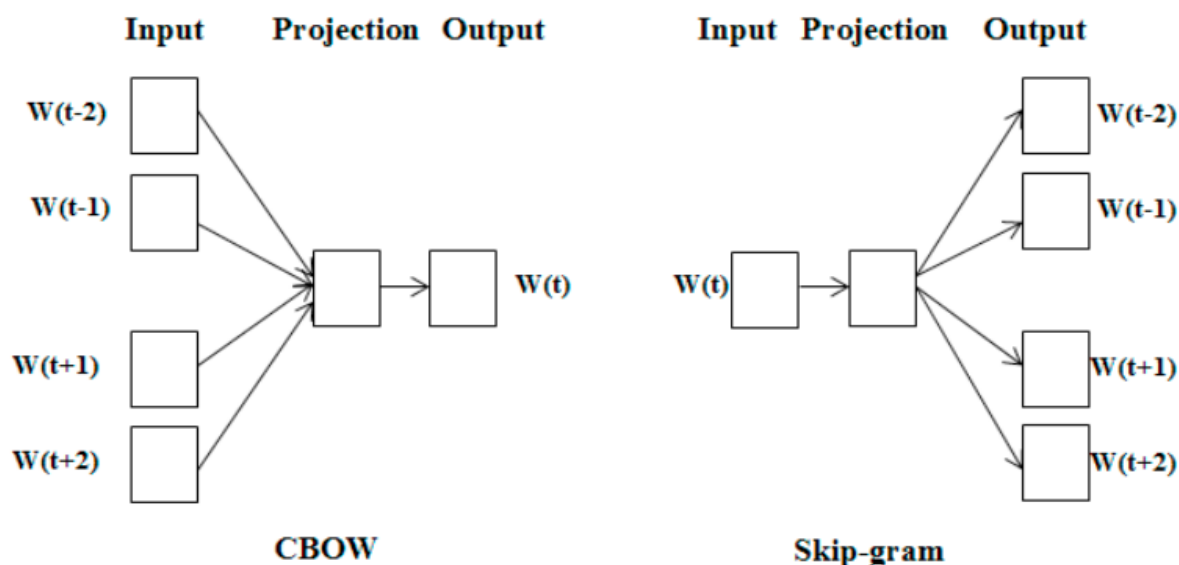 Input Projection Output
W(t-2)
W(t-1)
W(t)
W(t+1)
W(t+2)
CBOW
Input Projection Output
W(t-2)
W(t-1)
W(t)
W(t+1)
W(t+2)
Skip-gram